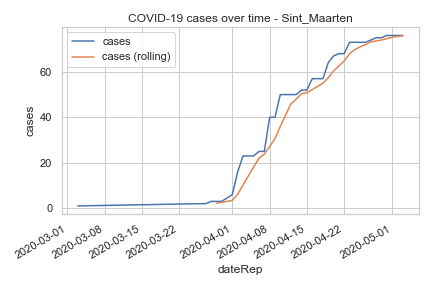 COVID-19 cases over time - Sint_Maarten
cases
cases (rolling)
cases
60
40
20
0
2020-03-01
2020-03-08
2020-03-15
2020-03-22
2020-04-01
2020-04-08
2020-04-15
2020-04-22
2020-05-01
dateRep